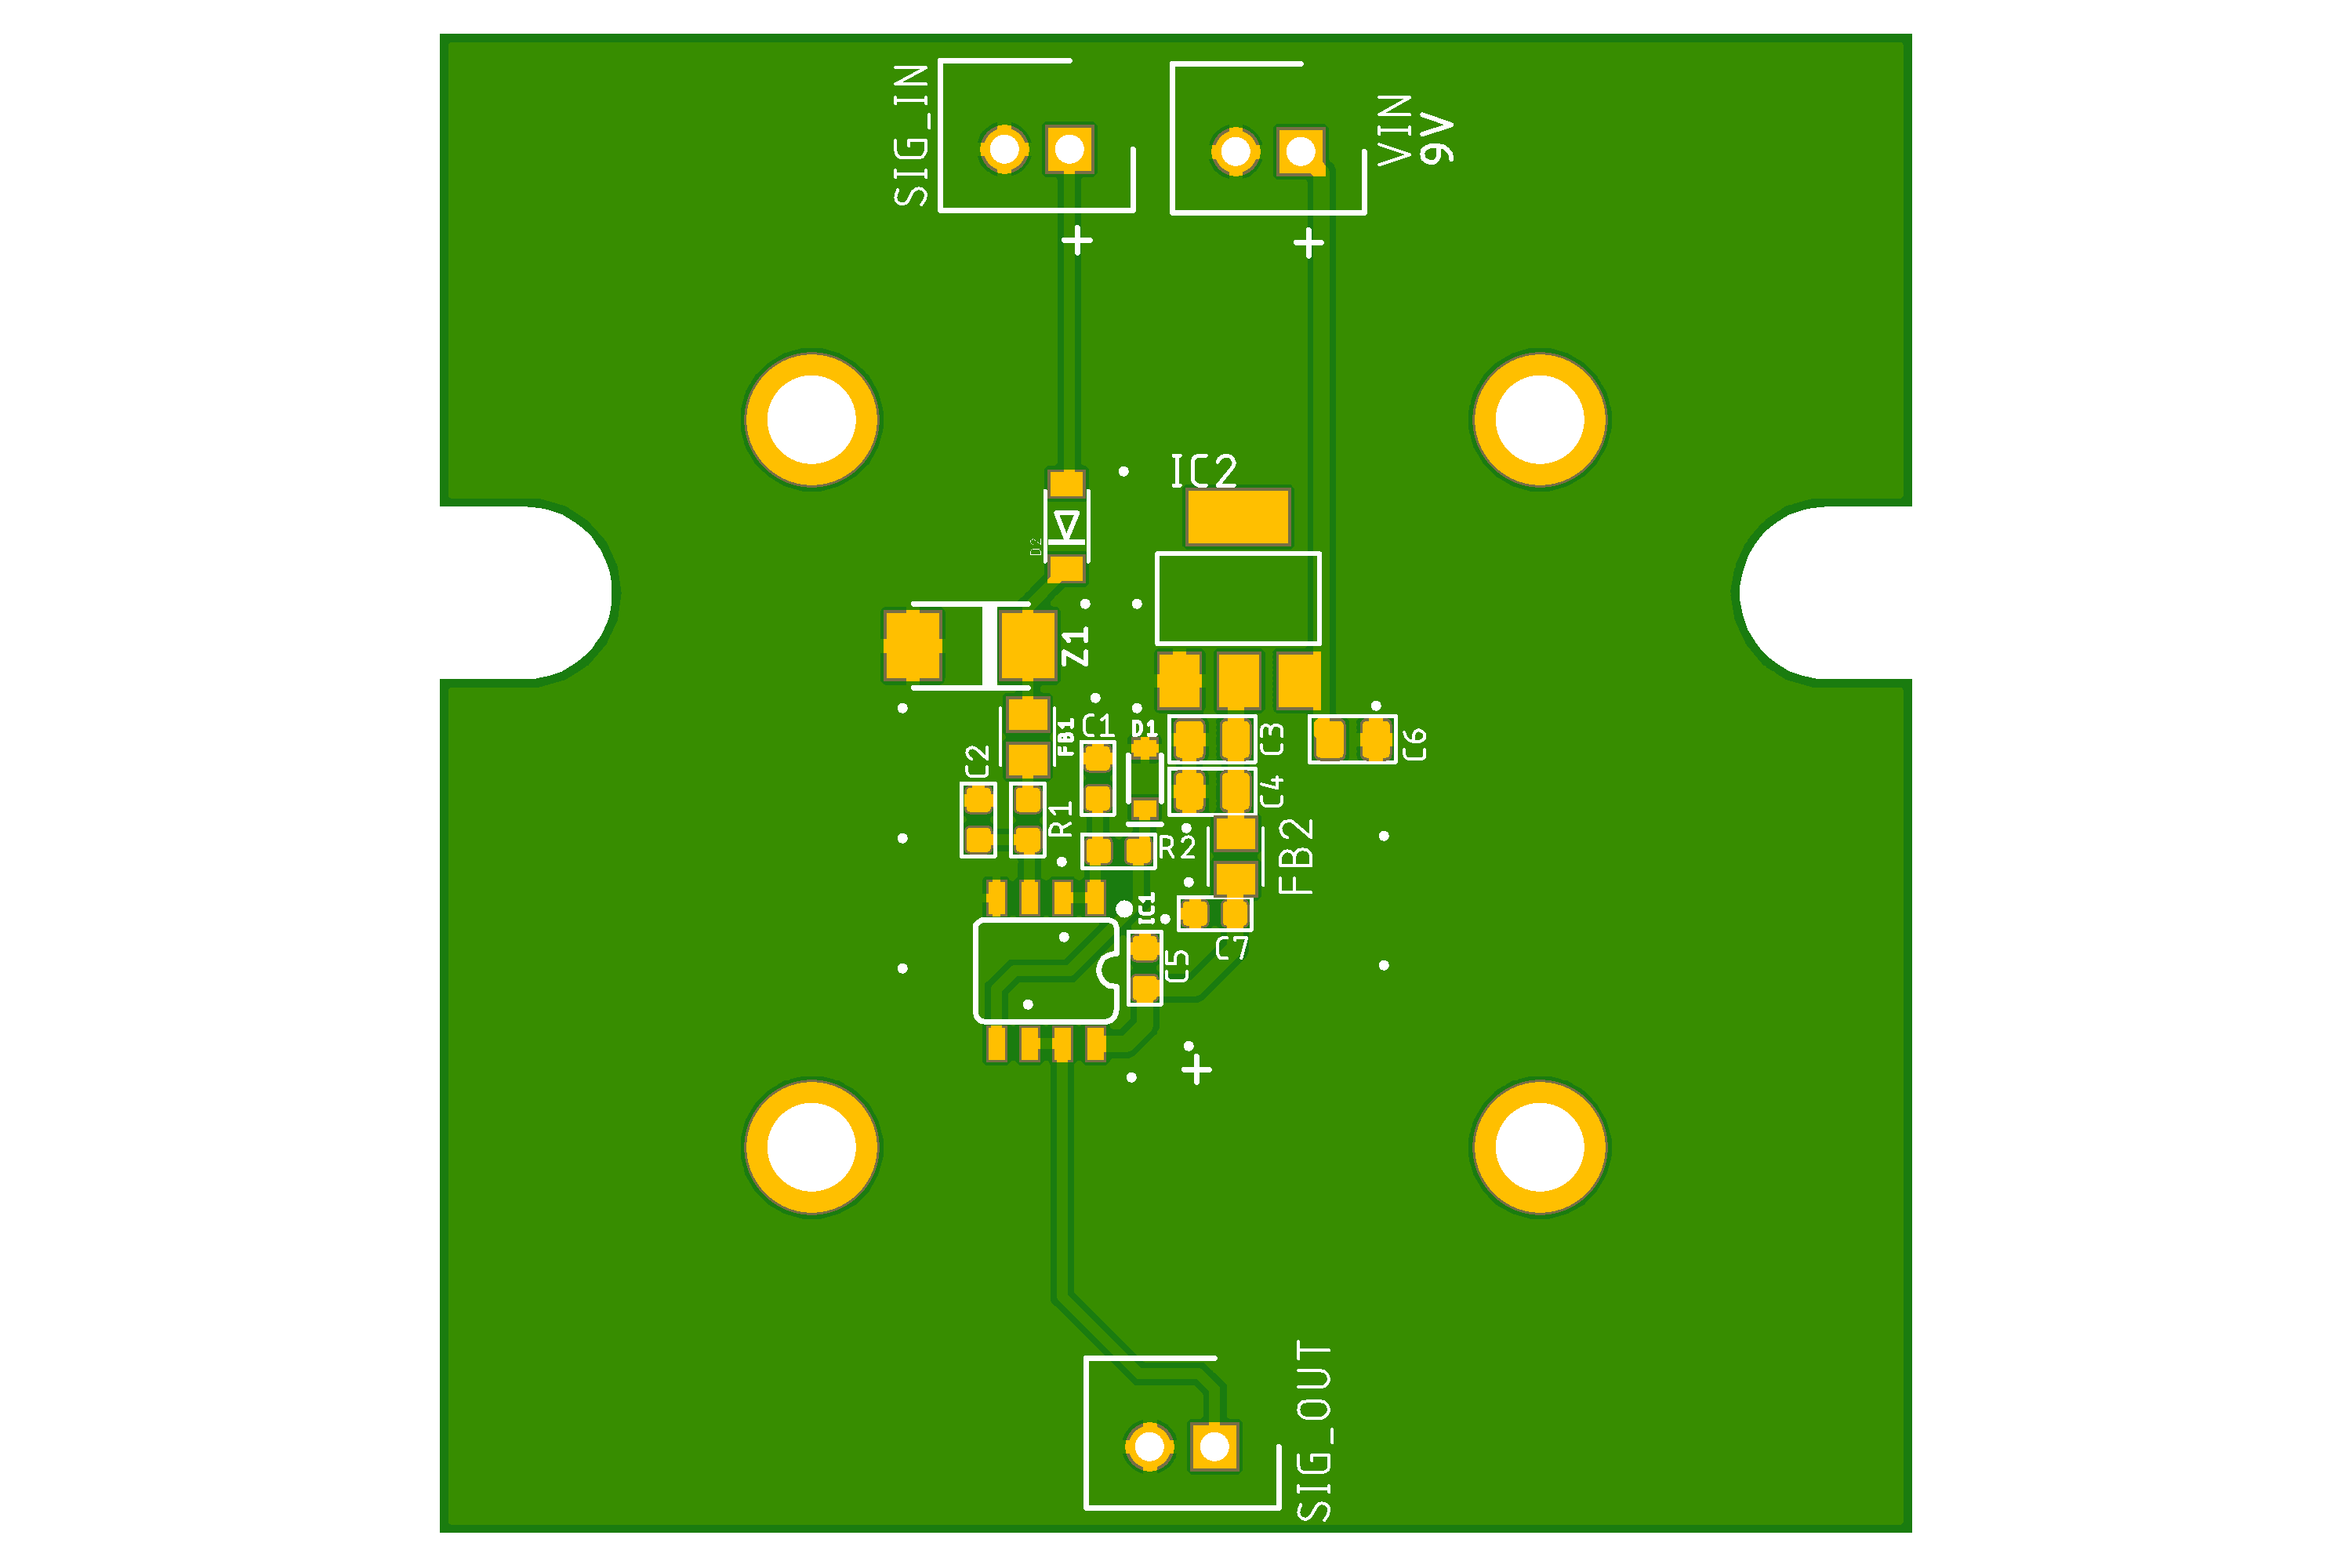 SIG_IN
VIN
9V
+
+
IC2
D2
Z1
FB1
C1
D1
C3
C6
C2
C4
R1
R2
FB2
IC1
C7
C5
+
SIG_OUT